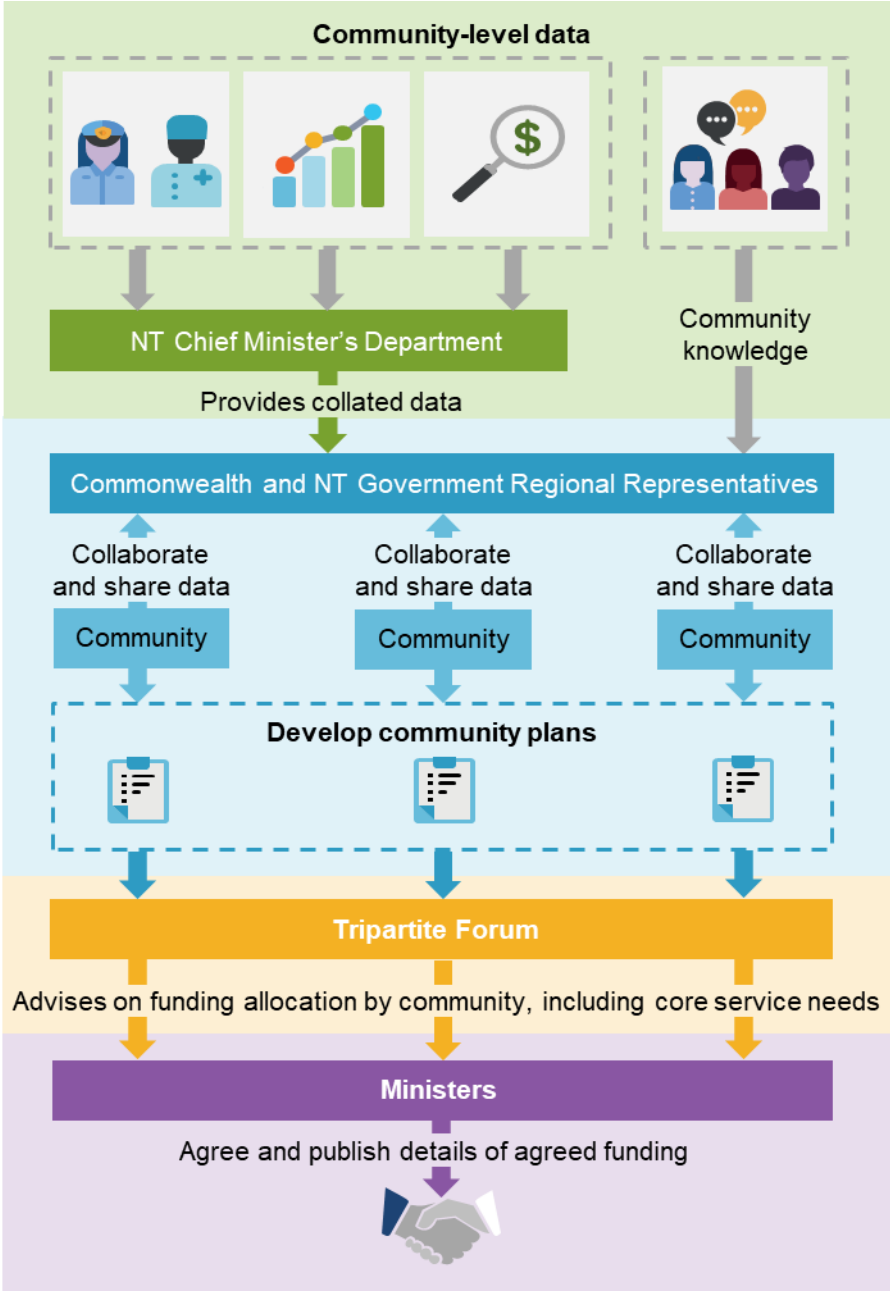 Community-level data
$
NT Chief Minister's Department
Community
knowledge
Provides collated data
Commonwealth and NT Government Regional Representatives
Collaborate
and share data
Collaborate
and share data
Collaborate
and share data
Community
Community
Community
Develop community plans
Tripartite Forum
Advises on funding allocation by community, including core service needs
Ministers
Agree and publish details of agreed funding